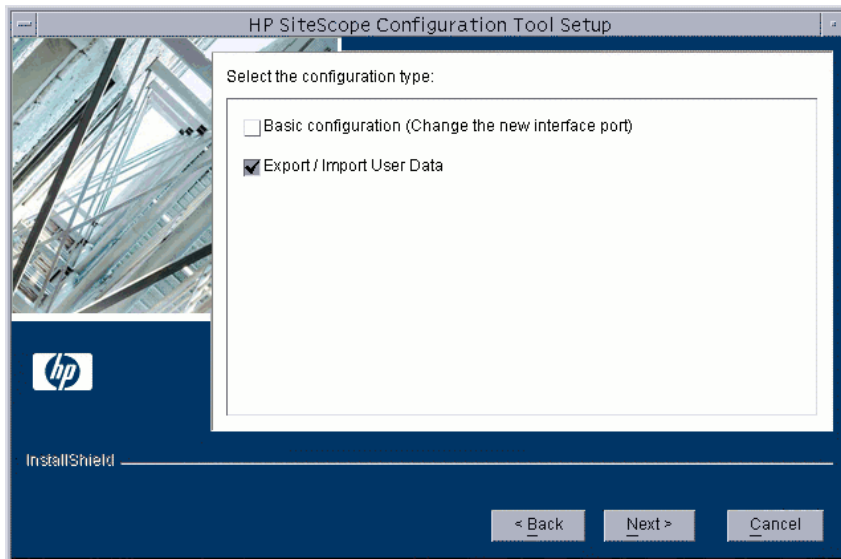 HP SiteScope Configuration Tool Setup
Select the configuration type:
Basic configuration (Change the new interface port)
Export / Import User Data
hp
InstallShield
< Back
Next >
Cancel